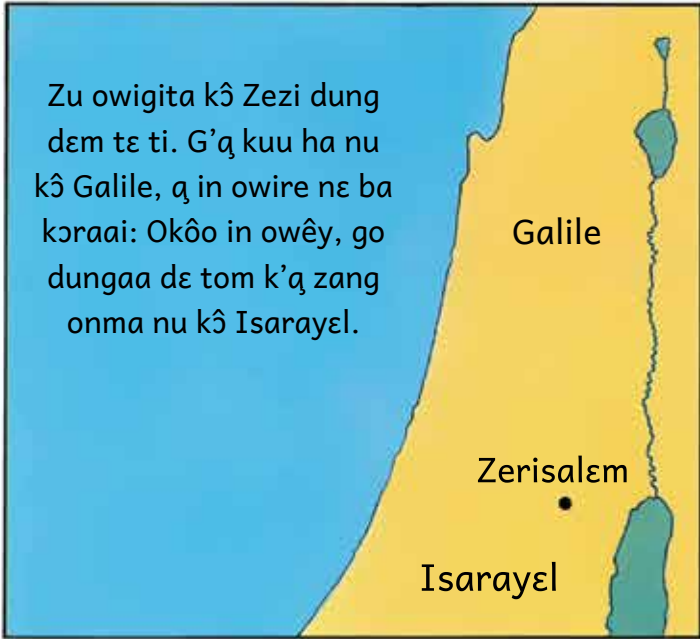 Zu owigita kɔ̂ Zezi dung
dɛm tɛ ti. G’a̧ kuu ha nu
kɔ̂ Galile, a̧ in owire nɛ ba
kɔraai: Okôo in owêy, go
dungaa dɛ tom k’a̧ zang
onma nu kɔ̂ Isarayɛl.
Galile
Zerisalɛm
Isarayɛl